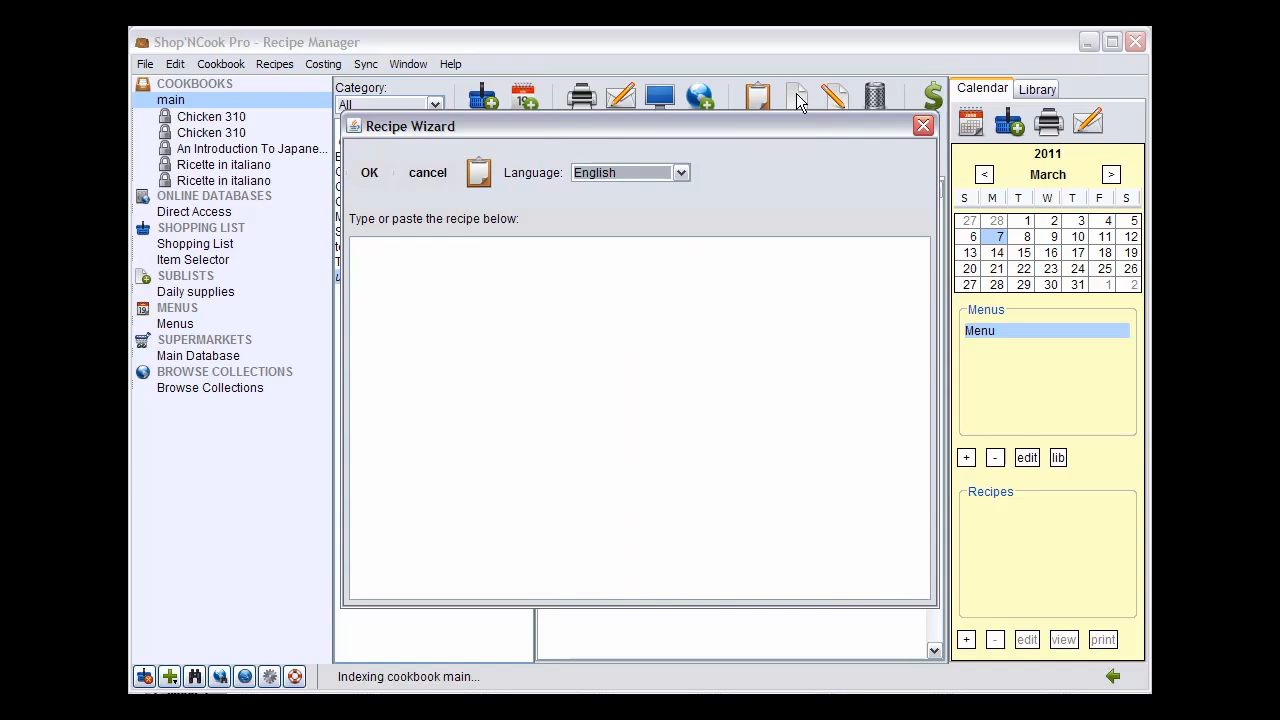 Shop'NCook Pro - Recipe Manager
File Edit Cookbook Recipes Costing Sync Window Help
COOKBOOKS
main
Chicken 310
Chicken 310
An Introduction To Japane...
Ricette in italiano
Ricette in italiano
ONLINE DATABASES
Direct Access
SHOPPING LIST
Shopping List
Item Selector
SUBLISTS
Daily supplies
MENUS
Menus
SUPERMARKETS
Main Database
BROWSE COLLECTIONS
Browse Collections
Category:
All
19
Recipe Wizard
OK cancel Language: English
Type or paste the recipe below:
Indexing cookbook main...
Calendar Library
2011
< March >
S M T W T F S
27 28 1 2 3 4 5
6 7 8 9 10 11 12
13 14 15 16 17 18 19
20 21 22 23 24 25 26
27 28 29 30 31 1 2
Menus
Menu
+ - edit lib
Recipes
+ - edit view print